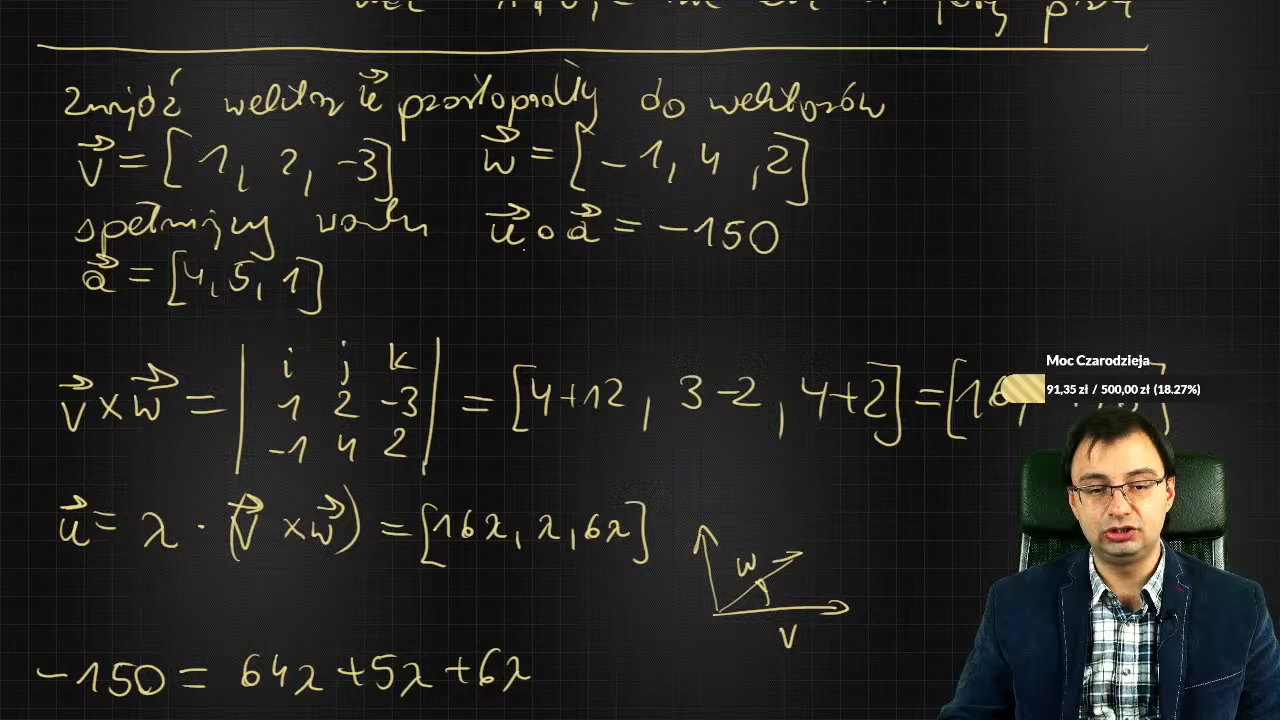 Znajdź wektor u⃗ prostopadły do wektorów
v⃗ = [1, 2, -3] w⃗ = [-1, 4, 2]
spełniający warunek u⃗ ∘ a⃗ = -150
a⃗ = [4, 5, 1]
v⃗ × w⃗ = | i j k | = [4+12, 3-2, 4+2] = [16,
1 2 -3
-1 4 2
Moc Czarodzieja
91,35 zł / 500,00 zł (18.27%)
u⃗ = λ · (v⃗ × w⃗) = [16λ, λ, 6λ]
w
v
-150 = 64λ + 5λ + 6λ